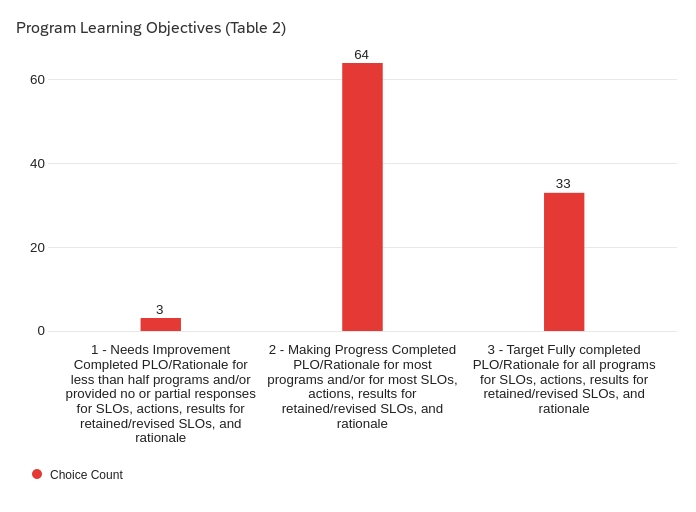 Program Learning Objectives (Table 2)
64
60
40
33
20
3
0
1 - Needs Improvement
Completed PLO/Rationale for
less than half programs and/or
provided no or partial responses
for SLOs, actions, results for
retained/revised SLOs, and
rationale
2 - Making Progress Completed
PLO/Rationale for most
programs and/or for most SLOs,
actions, results for
retained/revised SLOs, and
rationale
3 - Target Fully completed
PLO/Rationale for all programs
for SLOs, actions, results for
retained/revised SLOs, and
rationale
Choice Count